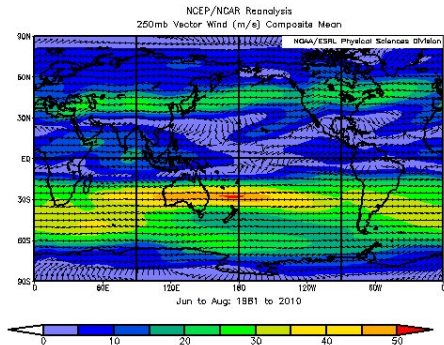 NCEP/NCAR Reanalysis
250mb Vector Wind (m/s) Composite Mean
NOAA/ESRL Physical Sciences Division
90N
60N
30N
EQ
30S
60S
90S
0 60E 120E 180 120W 60W 0
Jun to Aug: 1981 to 2010
0 10 20 30 40 50